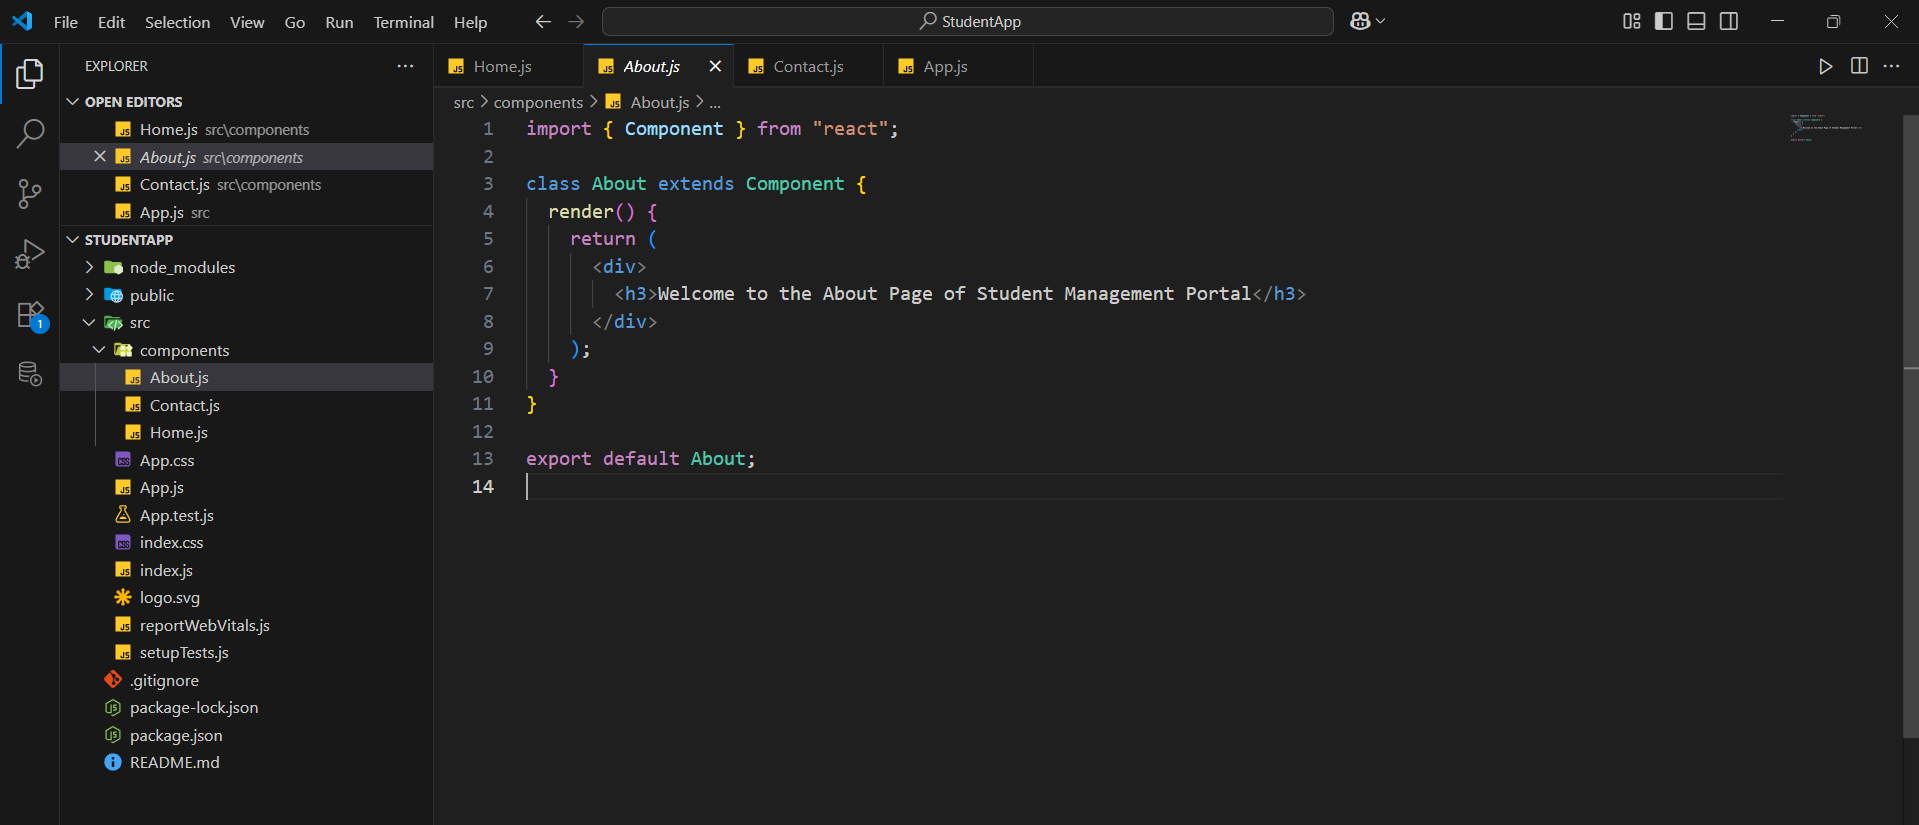 File Edit Selection View Go Run Terminal Help StudentApp
EXPLORER
OPEN EDITORS
Home.js src\components
About.js src\components
Contact.js src\components
App.js src
STUDENTAPP
node_modules
public
src
components
About.js
Contact.js
Home.js
App.css
App.js
App.test.js
index.css
index.js
logo.svg
reportWebVitals.js
setupTests.js
.gitignore
package-lock.json
package.json
README.md
1
Home.js About.js Contact.js App.js
src > components > About.js > ...
1 import { Component } from "react";
2
3 class About extends Component {
4 render() {
5 return (
6 <div>
7 <h3>Welcome to the About Page of Student Management Portal</h3>
8 </div>
9 );
10 }
11 }
12
13 export default About;
14